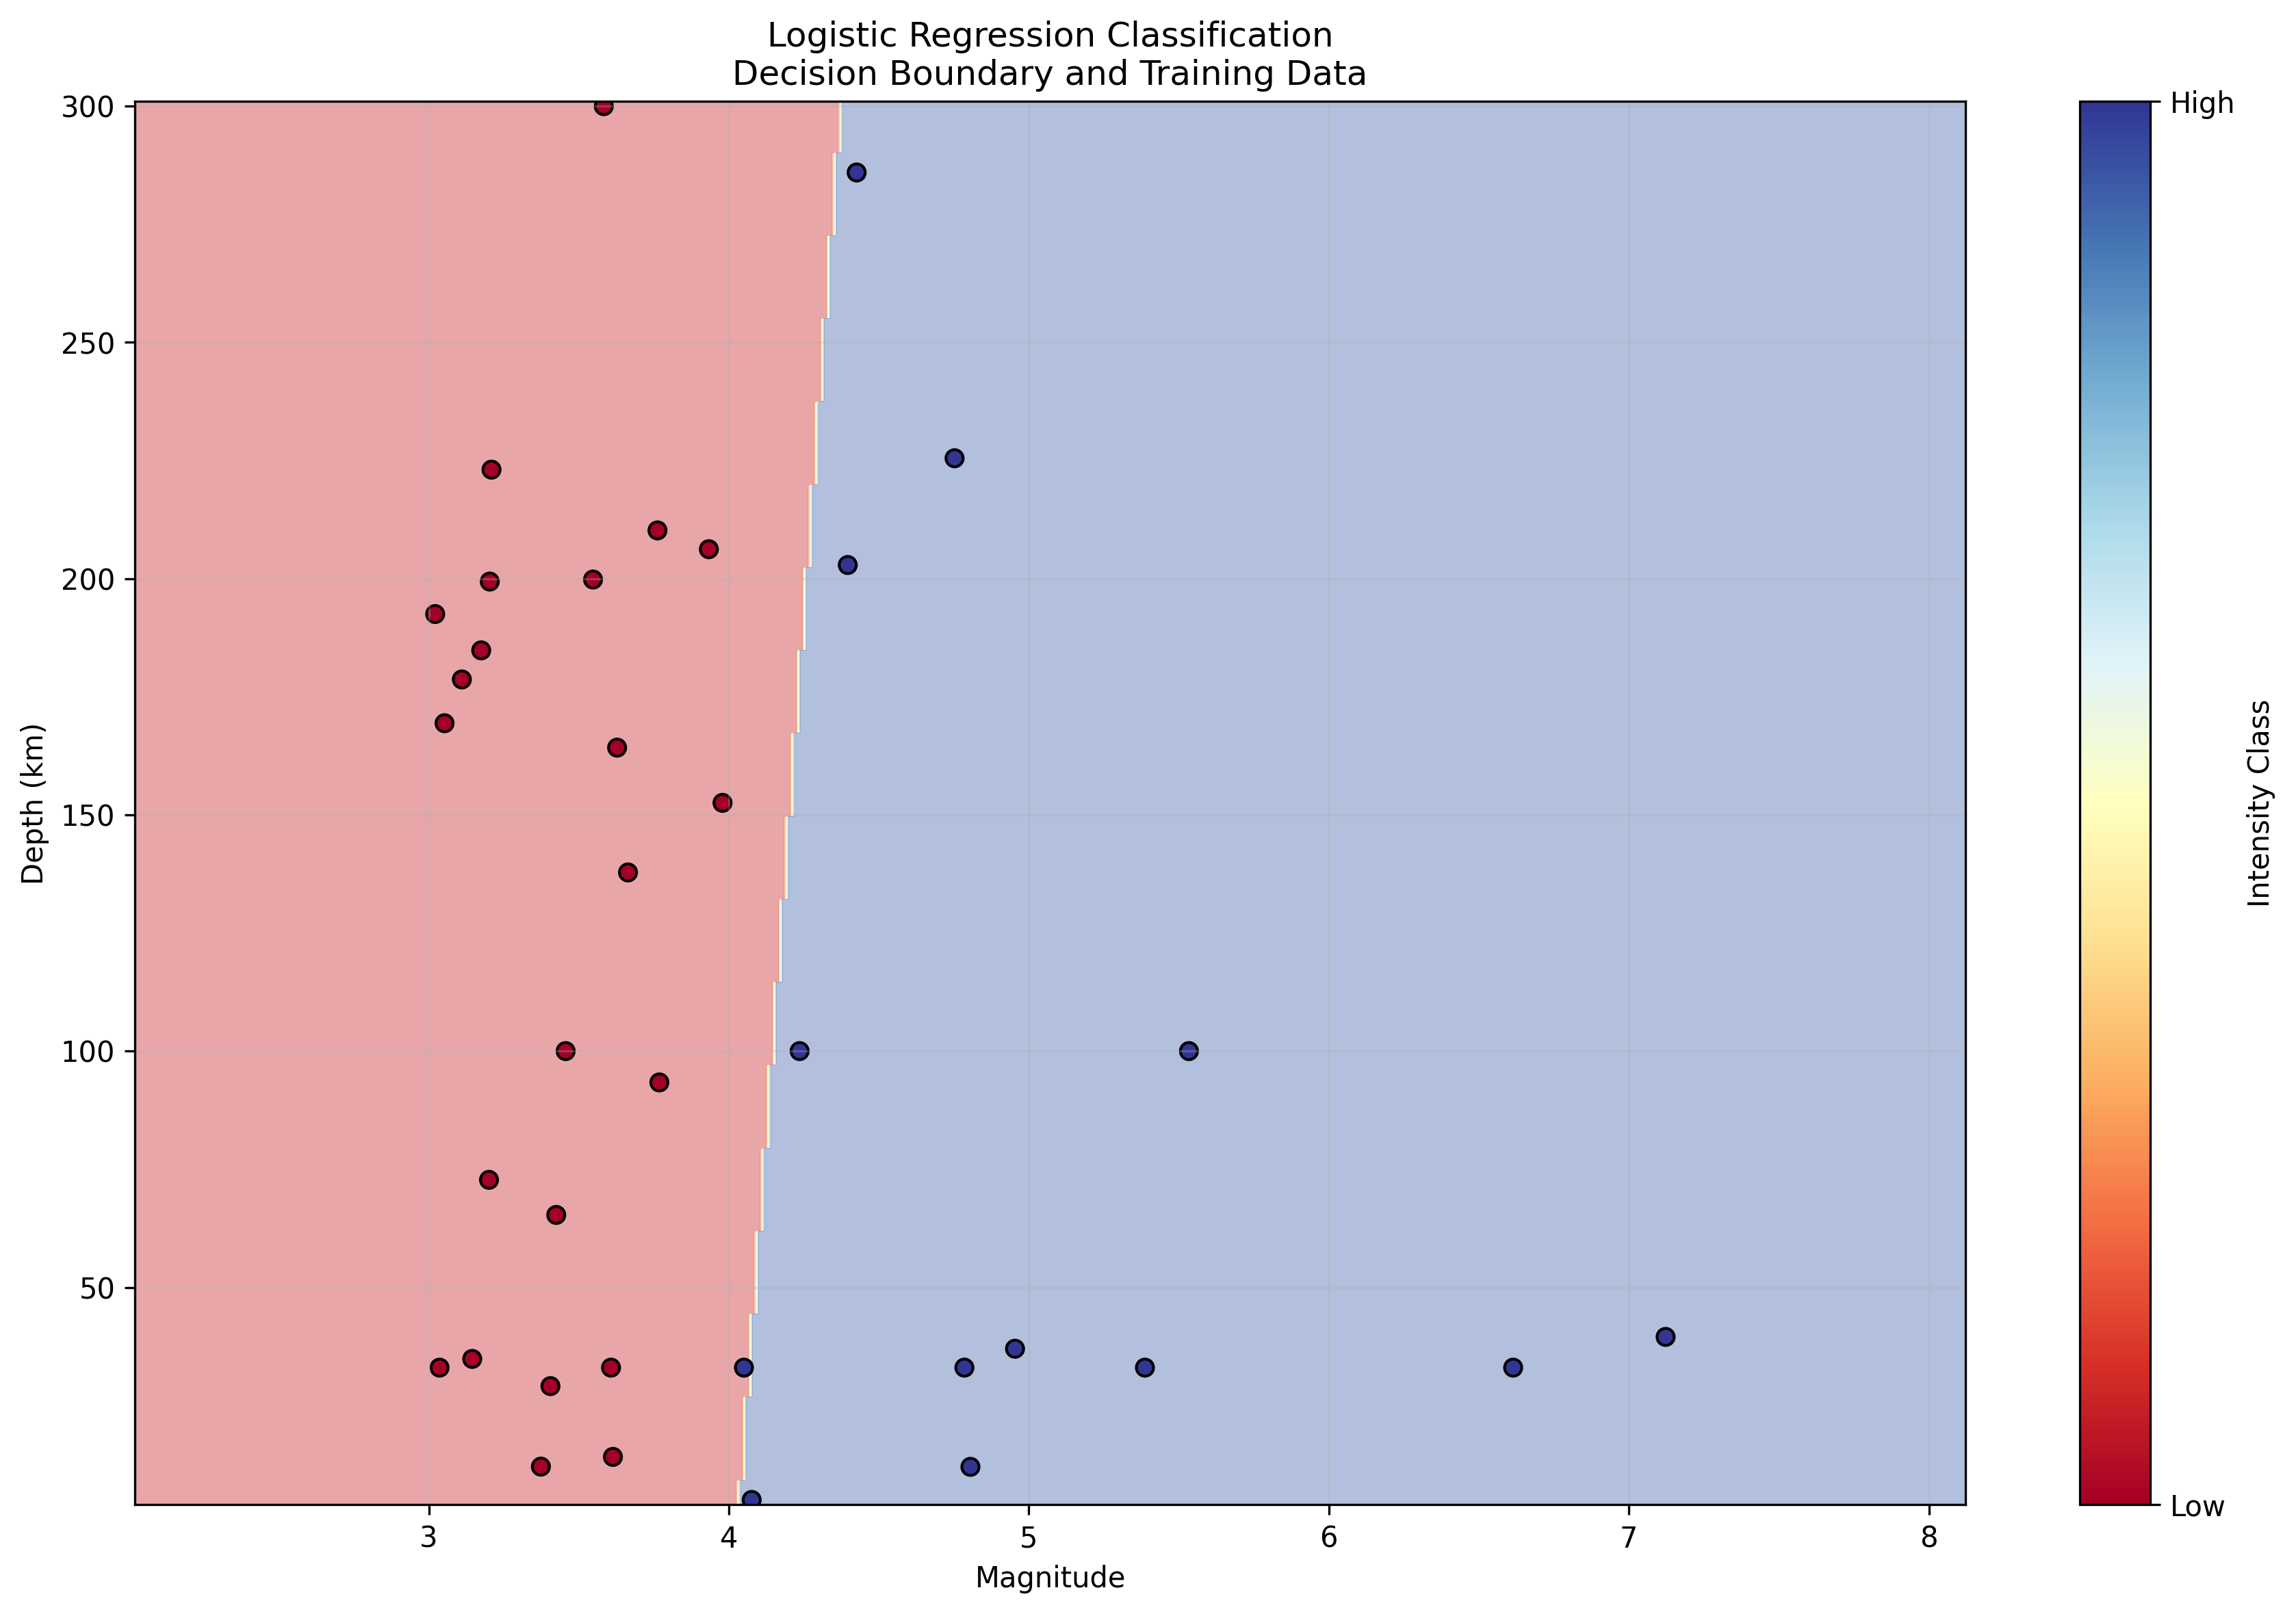 Logistic Regression Classification
Decision Boundary and Training Data
300
250
200
150
100
50
Depth (km)
3
4
5
6
7
8
Magnitude
High
Low
Intensity Class